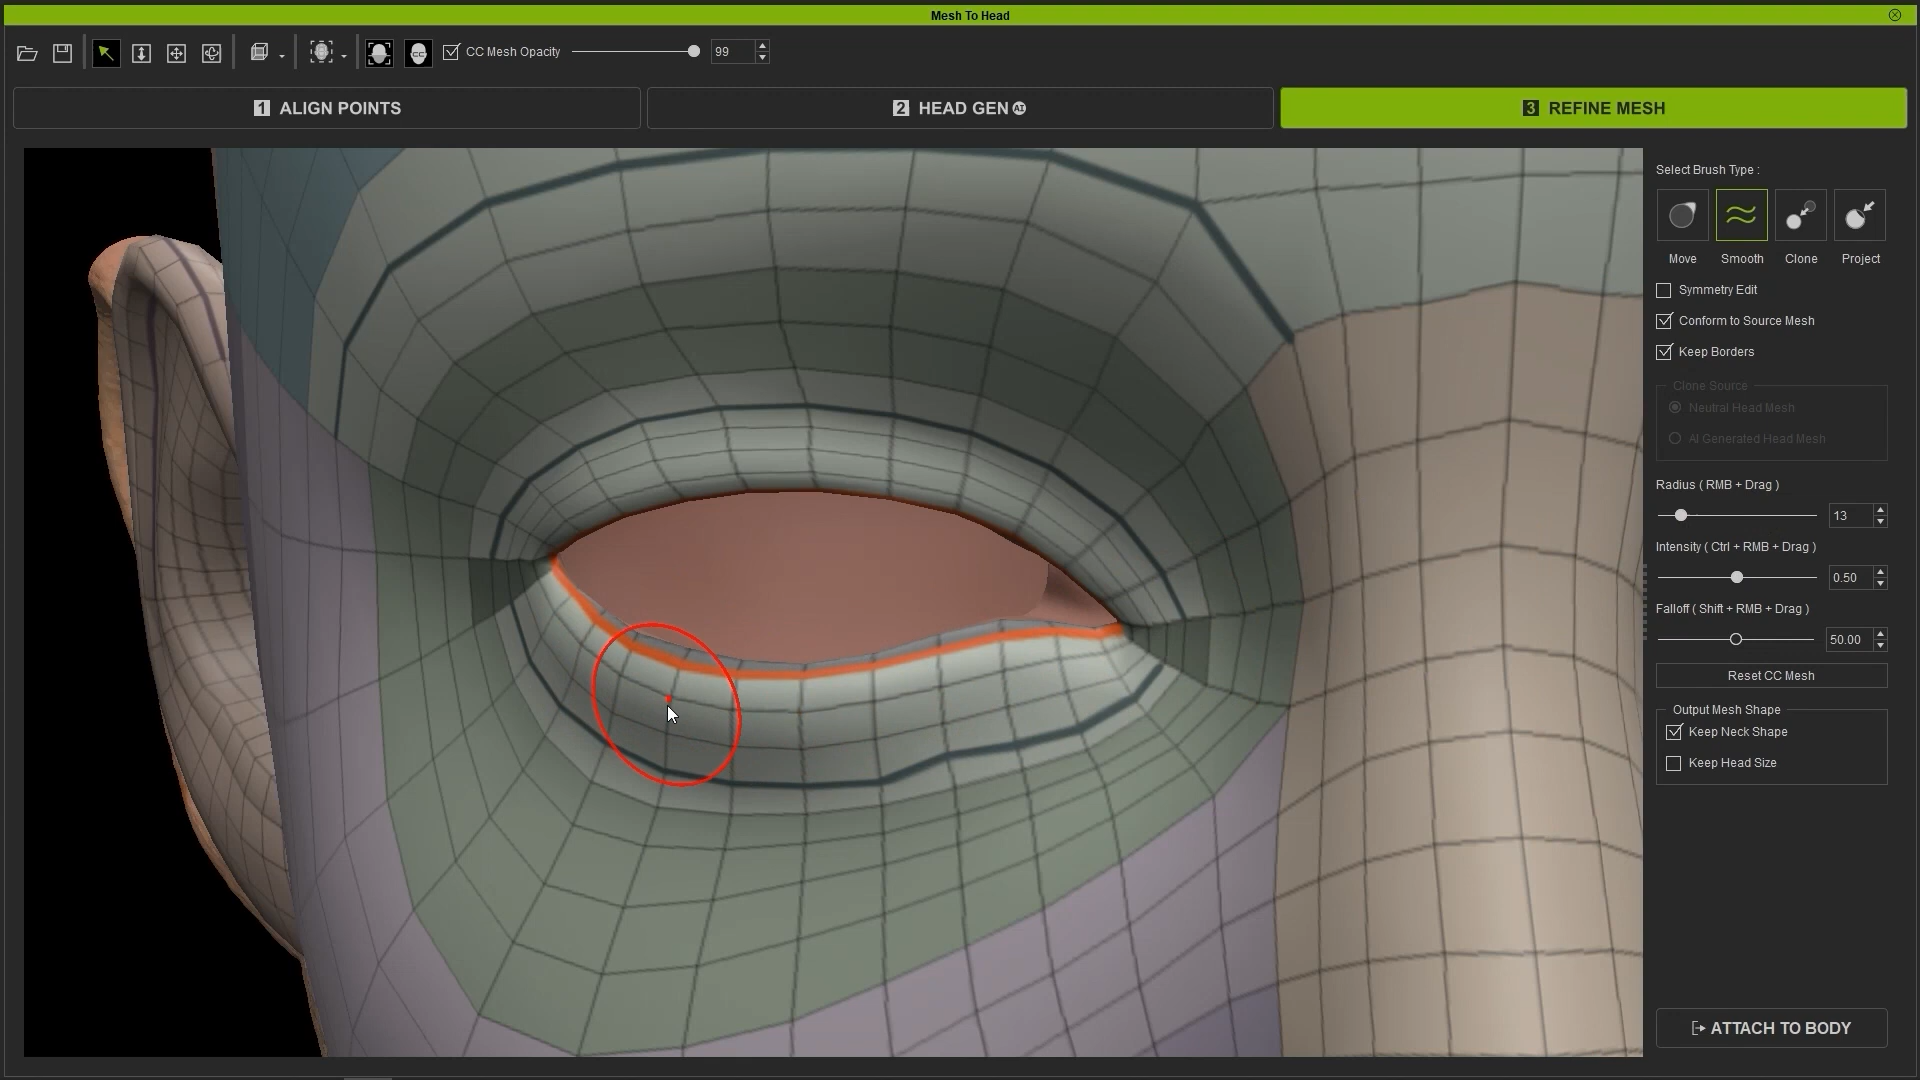 Mesh To Head
CC Mesh Opacity
99
1 ALIGN POINTS
2 HEAD GEN AI
3 REFINE MESH
Select Brush Type :
Move Smooth Clone Project
Symmetry Edit
Conform to Source Mesh
Keep Borders
Clone Source
Neutral Head Mesh
AI Generated Head Mesh
Radius ( RMB + Drag )
13
Intensity ( Ctrl + RMB + Drag )
0.50
Falloff ( Shift + RMB + Drag )
50.00
Reset CC Mesh
Output Mesh Shape
Keep Neck Shape
Keep Head Size
ATTACH TO BODY